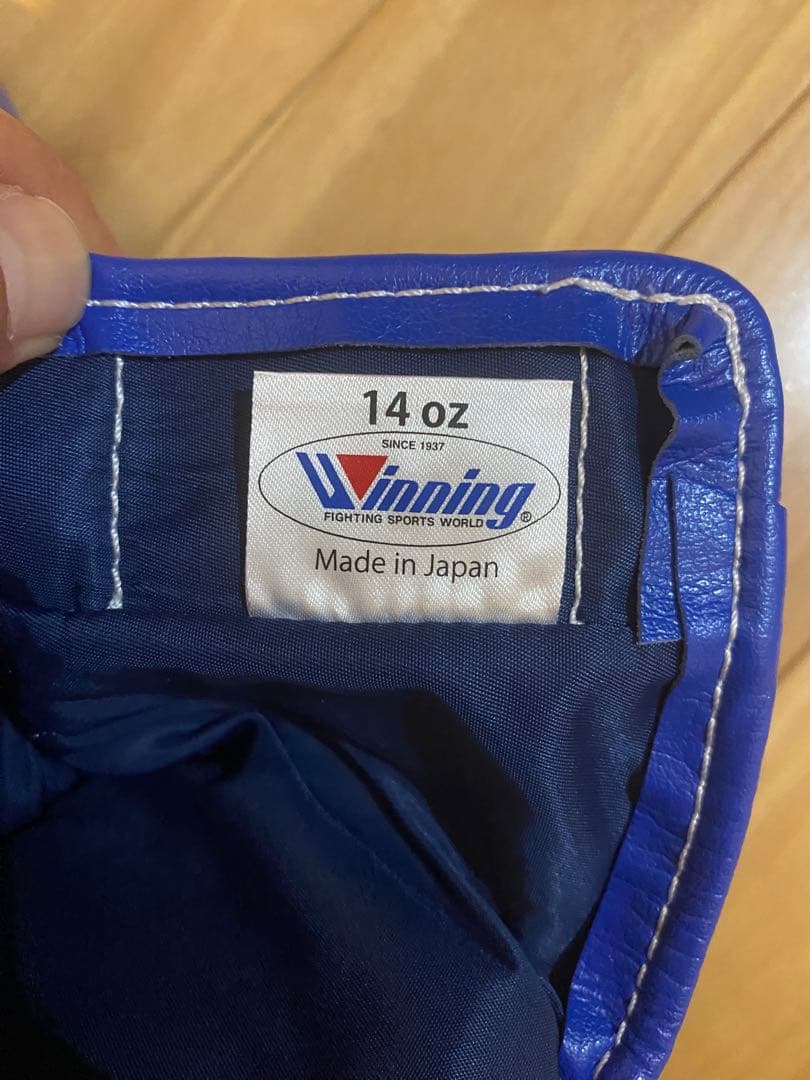 14 oz
SINCE 1937
Winning
FIGHTING SPORTS WORLD ®
Made in Japan